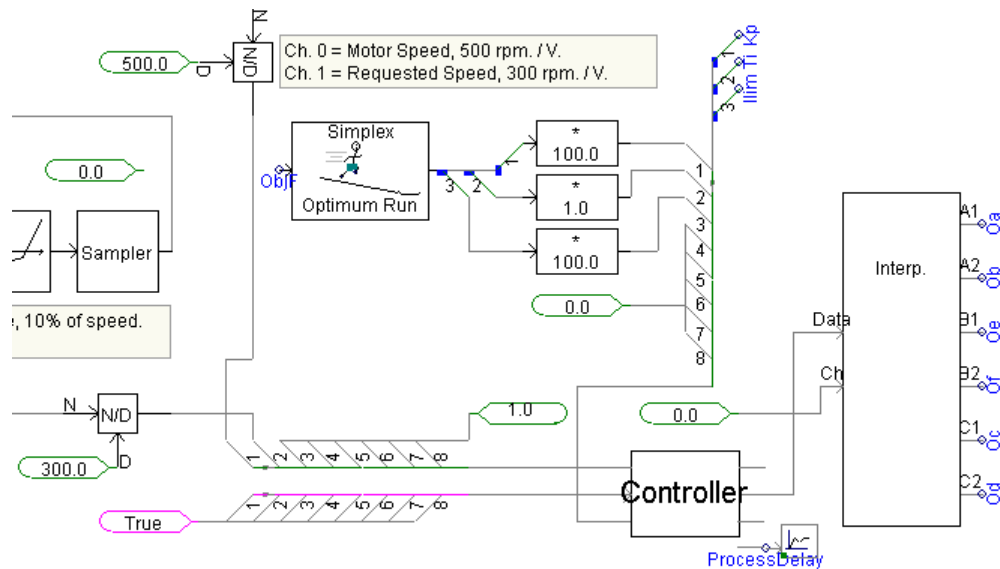 N
500.0
D
N/D
Ch. 0 = Motor Speed, 500 rpm. / V.
Ch. 1 = Requested Speed, 300 rpm. / V.
Kp
Ti
Ilim
1
2
3
Simplex
Optimum Run
ObjF
1
2
3
*
100.0
*
1.0
*
100.0
0.0
Sampler
, 10% of speed.
0.0
1
2
3
4
5
6
7
8
Interp.
Data
Ch
A1
Oa
A2
Ob
B1
Oe
B2
Of
C1
Oc
C2
Od
N
N/D
D
300.0
1.0
0.0
1
2
3
4
5
6
7
8
True
1
2
3
4
5
6
7
8
Controller
ProcessDelay